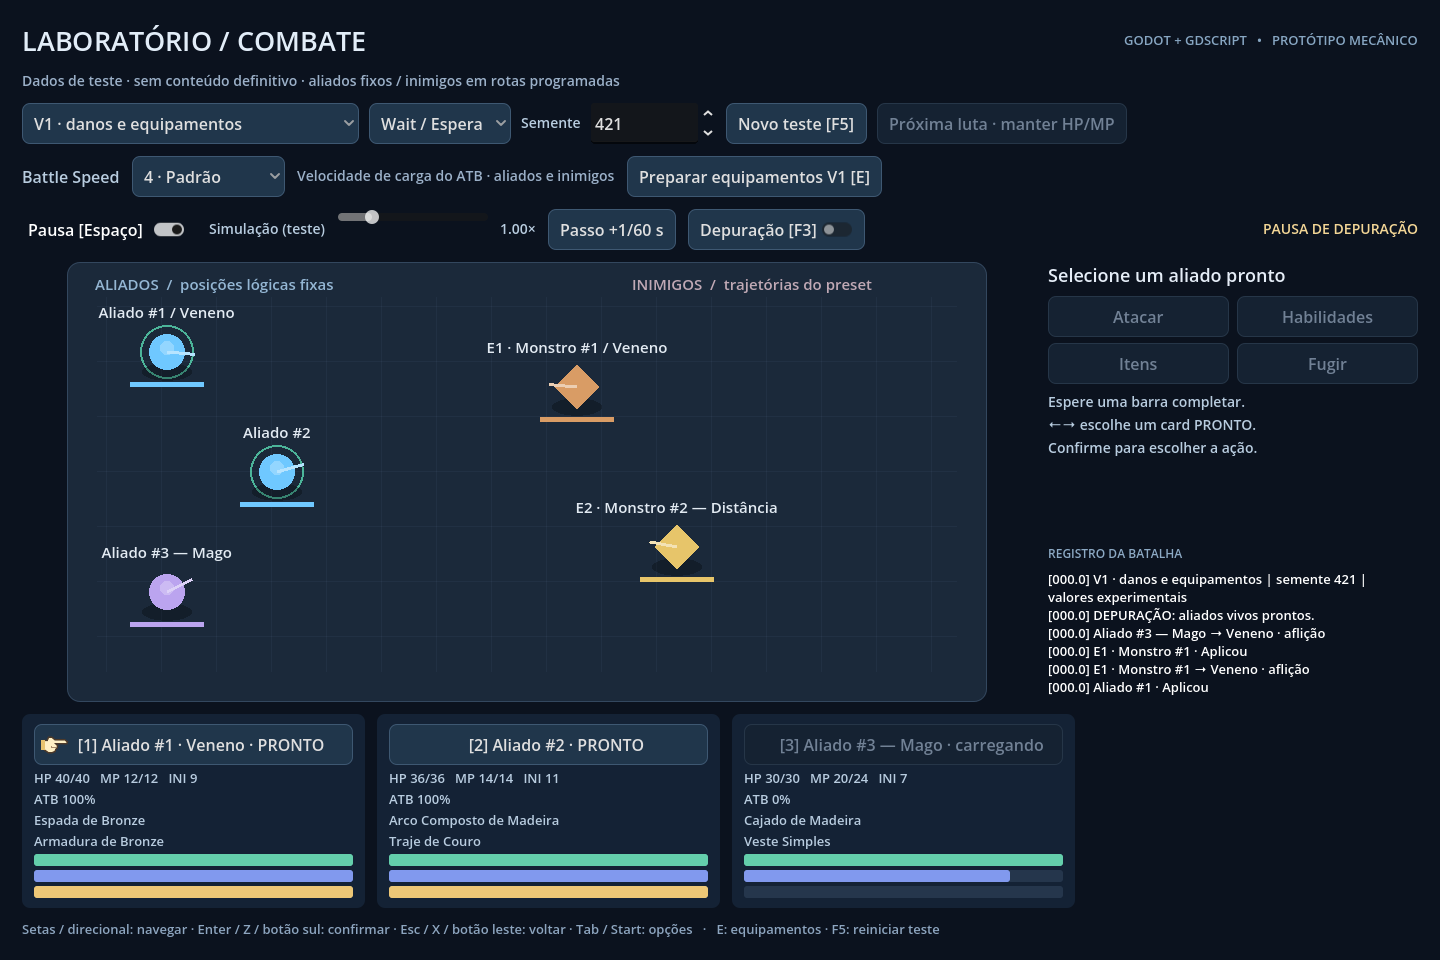 LABORATÓRIO / COMBATE
GODOT + GDSCRIPT • PROTÓTIPO MECÂNICO
Dados de teste · sem conteúdo definitivo · aliados fixos / inimigos em rotas programadas
V1 · danos e equipamentos
Wait / Espera
Semente
421
Novo teste [F5]
Próxima luta · manter HP/MP
Battle Speed
4 · Padrão
Velocidade de carga do ATB · aliados e inimigos
Preparar equipamentos V1 [E]
Pausa [Espaço]
Simulação (teste)
1.00×
Passo +1/60 s
Depuração [F3]
PAUSA DE DEPURAÇÃO
ALIADOS / posições lógicas fixas
INIMIGOS / trajetórias do preset
Aliado #1 / Veneno
E1 · Monstro #1 / Veneno
Aliado #2
E2 · Monstro #2 — Distância
Aliado #3 — Mago
Selecione um aliado pronto
Atacar
Habilidades
Itens
Fugir
Espere uma barra completar.
←→ escolhe um card PRONTO.
Confirme para escolher a ação.
REGISTRO DA BATALHA
[000.0] V1 · danos e equipamentos | semente 421 |
valores experimentais
[000.0] DEPURAÇÃO: aliados vivos prontos.
[000.0] Aliado #3 — Mago → Veneno · aflição
[000.0] E1 · Monstro #1 · Aplicou
[000.0] E1 · Monstro #1 → Veneno · aflição
[000.0] Aliado #1 · Aplicou
[1] Aliado #1 · Veneno · PRONTO
HP 40/40 MP 12/12 INI 9
ATB 100%
Espada de Bronze
Armadura de Bronze
[2] Aliado #2 · PRONTO
HP 36/36 MP 14/14 INI 11
ATB 100%
Arco Composto de Madeira
Traje de Couro
[3] Aliado #3 — Mago · carregando
HP 30/30 MP 20/24 INI 7
ATB 0%
Cajado de Madeira
Veste Simples
Setas / direcional: navegar · Enter / Z / botão sul: confirmar · Esc / X / botão leste: voltar · Tab / Start: opções · E: equipamentos · F5: reiniciar teste